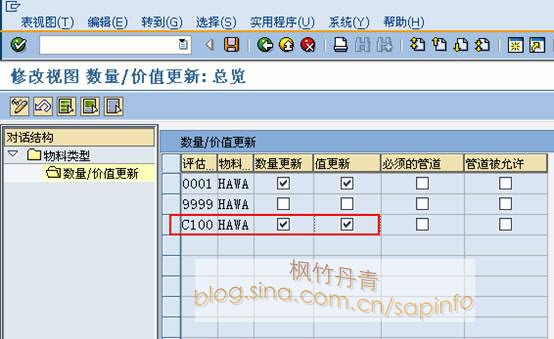 表视图(T) 编辑(E) 转到(G) 选择(S) 实用程序(U) 系统(Y) 帮助(H)
修改视图 数量/价值更新: 总览
对话结构
物料类型
数量/价值更新
数量/价值更新
评估... 物料... 数量更新 值更新 必须的管道 管道被允许
0001 HAWA
9999 HAWA
C100 HAWA
枫竹丹青
blog.sina.com.cn/sapinfo